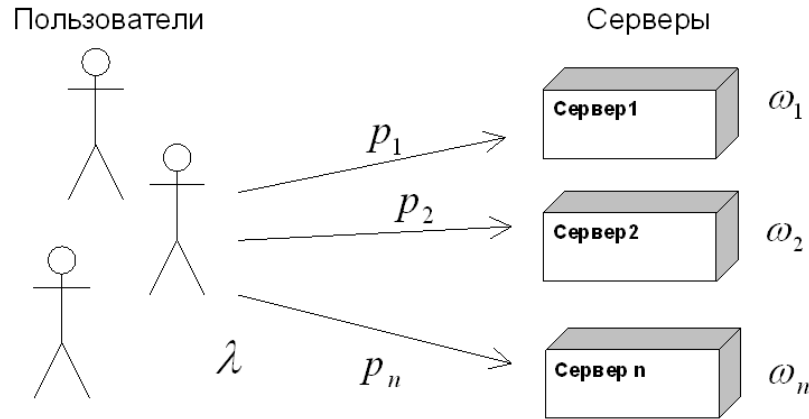 Пользователи
Серверы
Сервер1
ω₁
p₁
Сервер2
ω₂
p₂
Сервер n
ωₙ
pₙ
λ